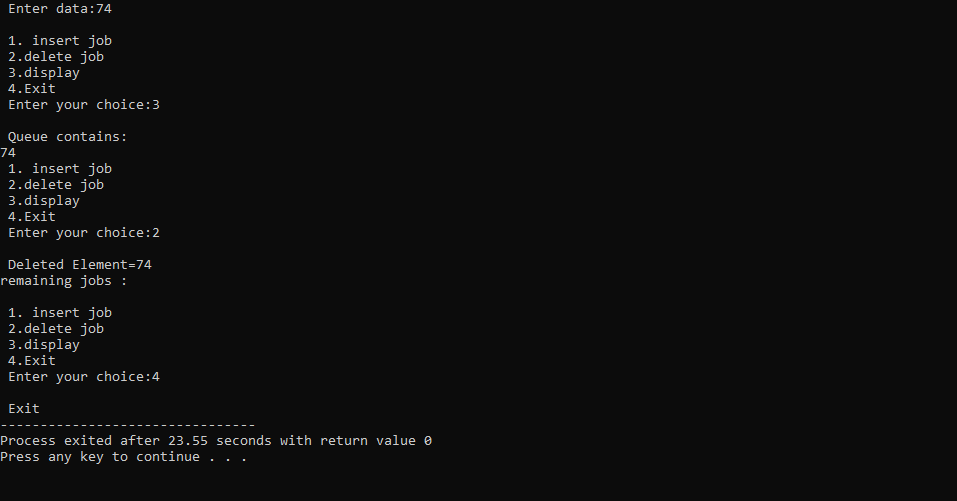 Enter data:74
1. insert job
2.delete job
3.display
4.Exit
Enter your choice:3
Queue contains:
74
1. insert job
2.delete job
3.display
4.Exit
Enter your choice:2
Deleted Element=74
remaining jobs :
1. insert job
2.delete job
3.display
4.Exit
Enter your choice:4
Exit
--------------------------------
Process exited after 23.55 seconds with return value 0
Press any key to continue . . .